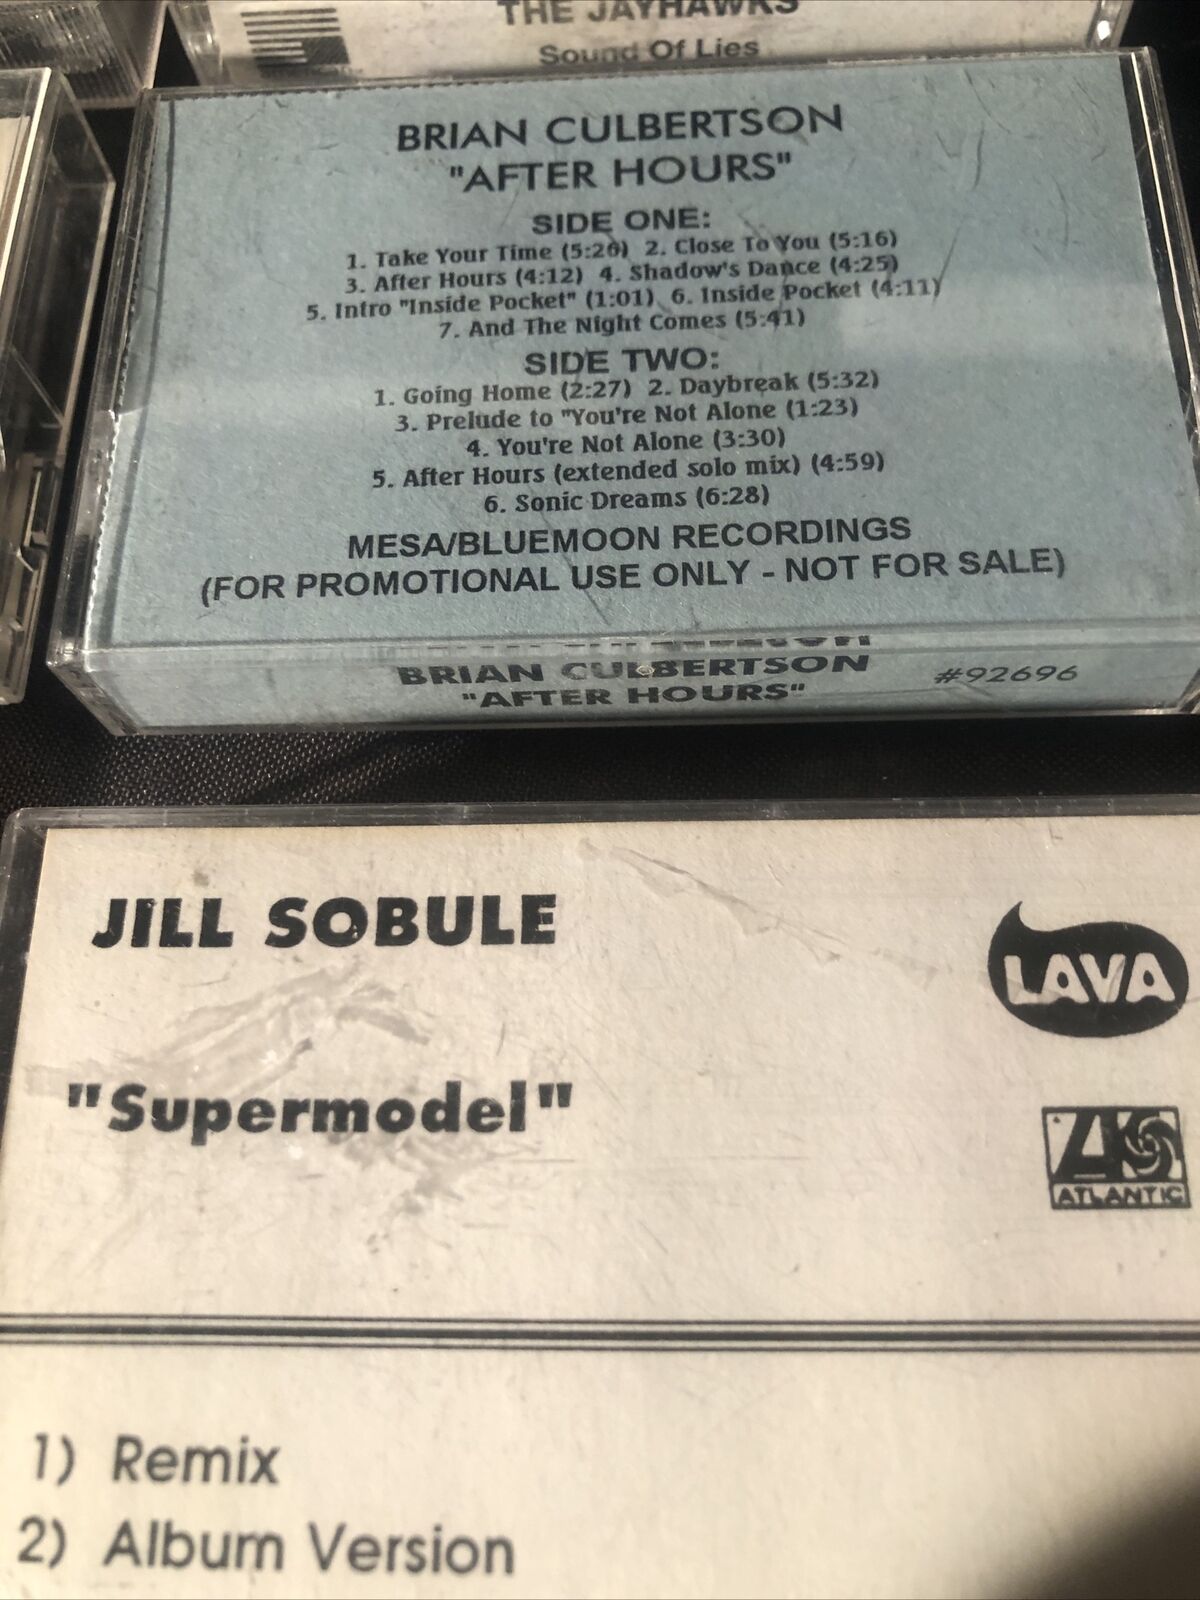 THE JAYHAWKS
Sound Of Lies
BRIAN CULBERTSON
"AFTER HOURS"
SIDE ONE:
1. Take Your Time (5:26) 2. Close To You (5:16)
3. After Hours (4:12) 4. Shadow's Dance (4:25)
5. Intro "Inside Pocket" (1:01) 6. Inside Pocket (4:11)
7. And The Night Comes (5:41)
SIDE TWO:
1. Going Home (2:27) 2. Daybreak (5:32)
3. Prelude to "You're Not Alone (1:23)
4. You're Not Alone (3:30)
5. After Hours (extended solo mix) (4:59)
6. Sonic Dreams (6:28)
MESA/BLUEMOON RECORDINGS
(FOR PROMOTIONAL USE ONLY - NOT FOR SALE)
BRIAN CULBERTSON
"AFTER HOURS" #92696
JILL SOBULE
LAVA
"Supermodel"
ATLANTIC
1) Remix
2) Album Version